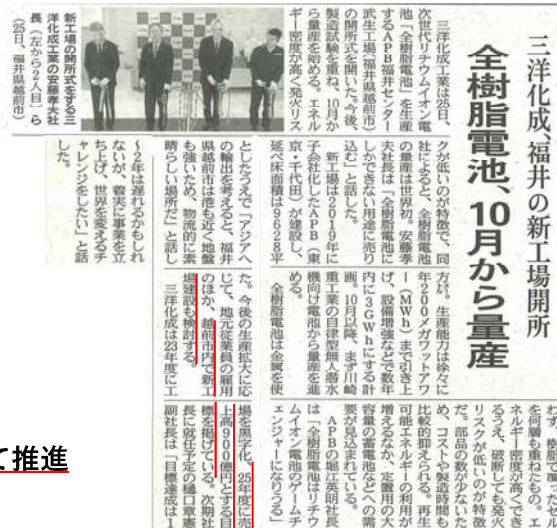 三洋化成、福井の新工場開所
全樹脂電池、10月から量産
三洋化成工業は25日、
次世代リチウムイオン電
池「全樹脂電池」を生産
するAPB福井センター
武生工場(福井県越前市)
の開所式を開いた。今後、
製造試験を重ね、10月か
ら量産を始める。エネル
ギー密度が高く発火リス
クが低いのが特徴で、同
社によると、全樹脂電池
の量産は世界初。安藤孝
夫社長は「全樹脂電池に
しかできない用途に売り
込む」と話した。
新工場は2019年に
子会社化したAPB(東
京・千代田)が建設し、
延べ床面積は9628平
方㍍。生産能力は徐々に
年200メガワットアワ
ー(MWh)まで引き上
げ、設備増強などで数年
内に3GWhにする計
画。10月以降、まず川崎
重工業の自律型無人潜水
機向け電池から量産を進
める。
全樹脂電池は金属を使
わず、樹脂で覆った電池
を何層も重ねたもの。エ
ネルギー密度が高くでき
るうえ、破断しても発火
リスクが低いのが特徴
だ。部品の数が少ないた
め、コストや製造時間も
比較的抑えられる。再生
可能エネルギーの利用が
増えるなか、定置用の大
容量の蓄電池などへの需
要が見込まれている。
APBの堀江英明社長
は「全樹脂電池はリチウ
ムイオン電池のゲームチ
ェンジャーになりうる」
としたうえで「アジアへ
の輸出を考えると、福井
県越前市は港も近く地盤
も強いため、物流的に素
晴らしい場所だ」と話し
た。今後の生産拡大に応
じて、地元従業員の雇用
のほか、越前市内で新工
場建設も検討する。
三洋化成は23年度に工
場を黒字化、25年度に売
上高900億円とする目
標を掲げている。次期社
長に就任予定の樋口章憲
副社長は「目標達成は1
〜2年は遅れるかもしれ
ないが、着実に事業を立
ち上げ、世界を変えるチ
ャレンジをしたい」と話
した。
新工場の開所式をする三
洋化成工業の安藤孝夫社
長(左から2人目)ら
(25日、福井県越前市)
て推進